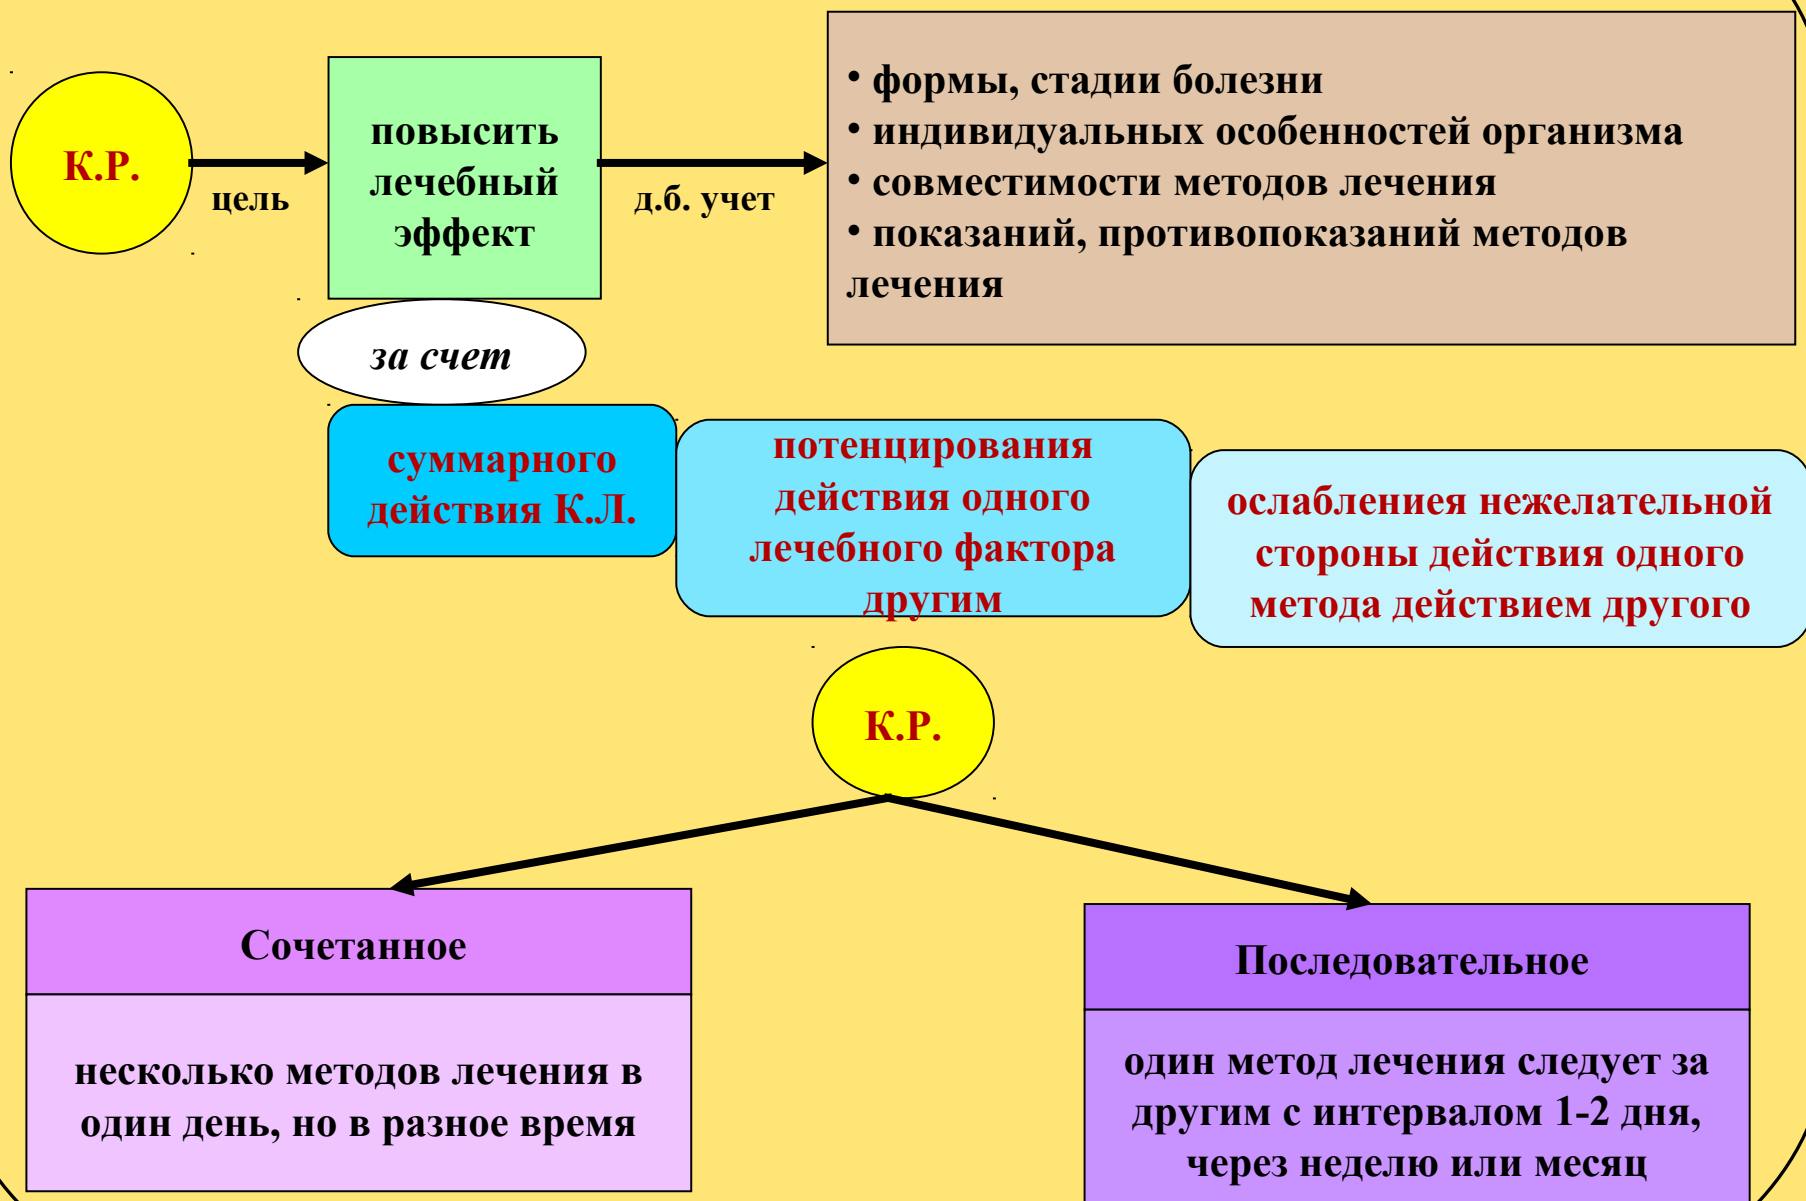 К.Р.
цель
повысить
лечебный
эффект
д.б. учет
• формы, стадии болезни
• индивидуальных особенностей организма
• совместимости методов лечения
• показаний, противопоказаний методов
лечения
за счет
суммарного
действия К.Л.
потенцирования
действия одного
лечебного фактора
другим
ослаблениея нежелательной
стороны действия одного
метода действием другого
К.Р.
Сочетанное
несколько методов лечения в
один день, но в разное время
Последовательное
один метод лечения следует за
другим с интервалом 1-2 дня,
через неделю или месяц